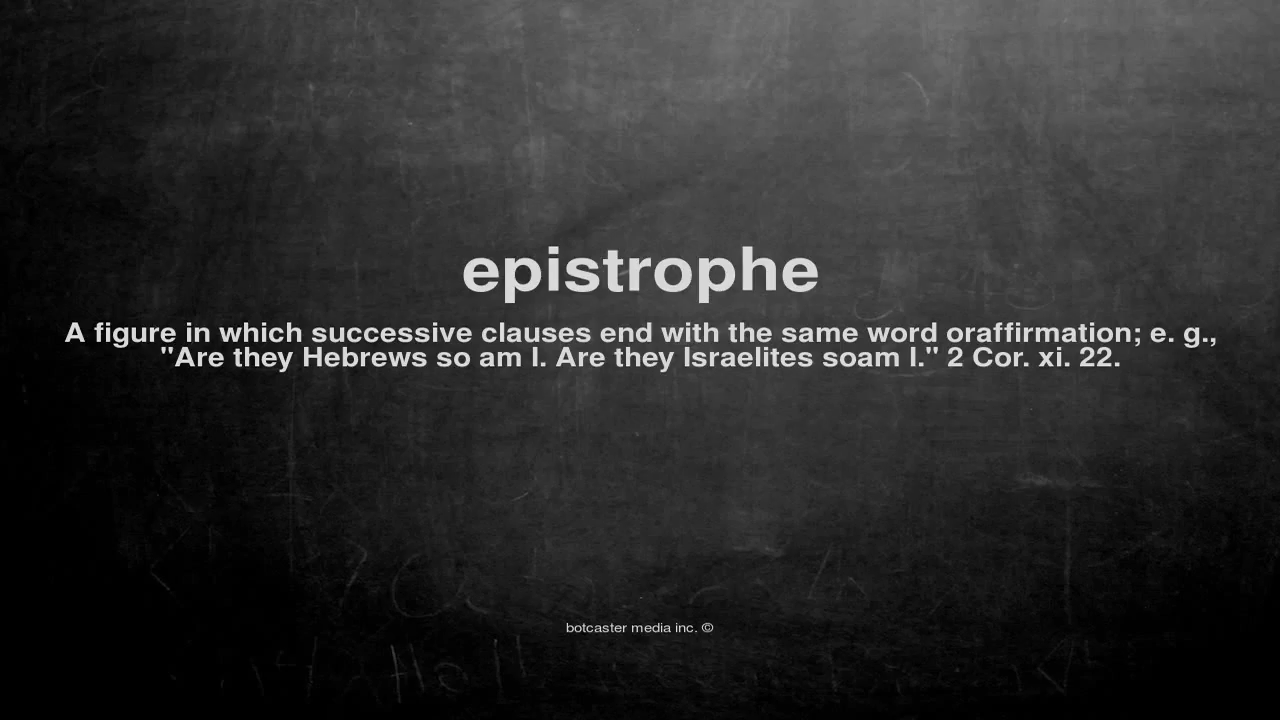 epistrophe
A figure in which successive clauses end with the same word oraffirmation; e. g.,
"Are they Hebrews so am I. Are they Israelites soam I." 2 Cor. xi. 22.
botcaster media inc. ©